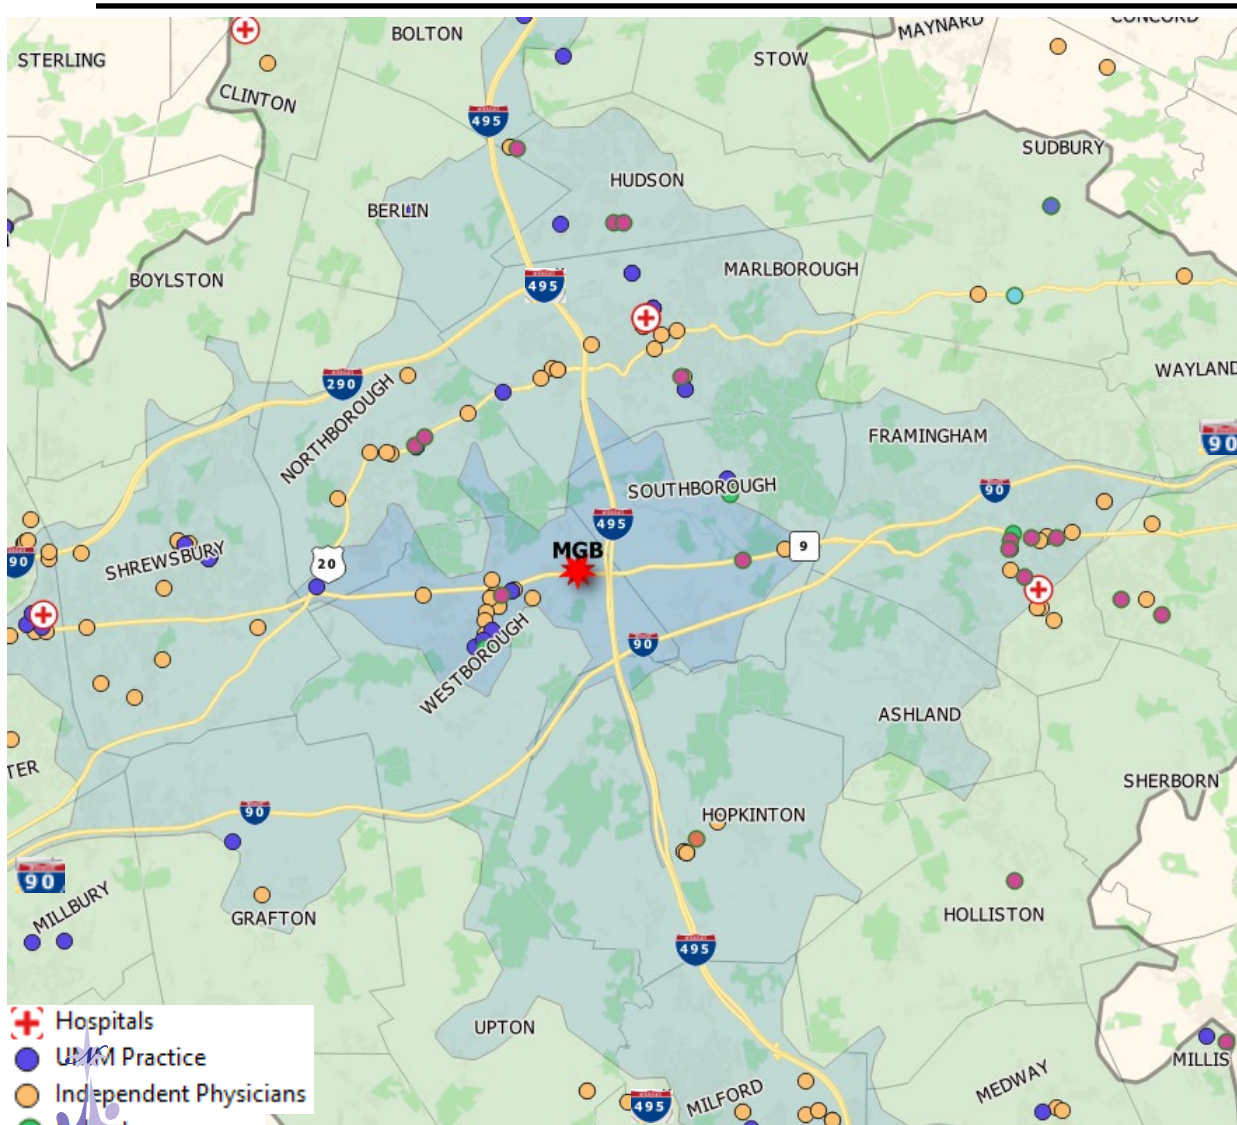 BOLTON
STERLING
STOW
MAYNARD
CONCORD
CLINTON
495
SUDBURY
HUDSON
BERLIN
BOYLSTON
MARLBOROUGH
495
WAYLAND
290
NORTHBOROUGH
FRAMINGHAM
90
SOUTHBOROUGH
90
495
MGB
9
SHREWSBURY
90
20
WESTBOROUGH
90
ASHLAND
TER
SHERBORN
90
HOPKINTON
90
MILLBURY
GRAFTON
HOLLISTON
495
UPTON
MILLIS
MEDWAY
MILFORD
495
Hospitals
Practice
Independent Physicians